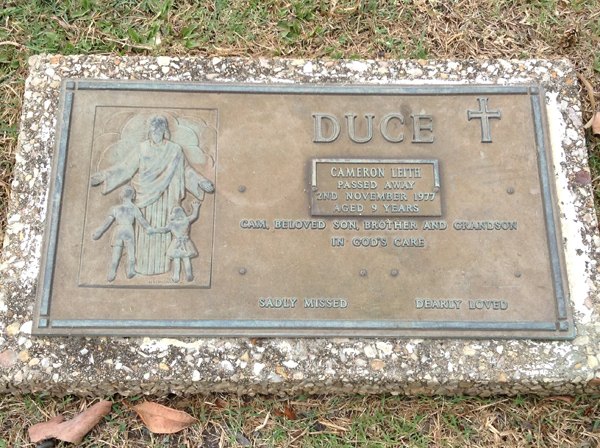 DUCE
CAMERON LEITH
PASSED AWAY
2ND NOVEMBER 1977
AGED 9 YEARS
CAM, BELOVED SON, BROTHER AND GRANDSON
IN GOD'S CARE
SADLY MISSED DEARLY LOVED